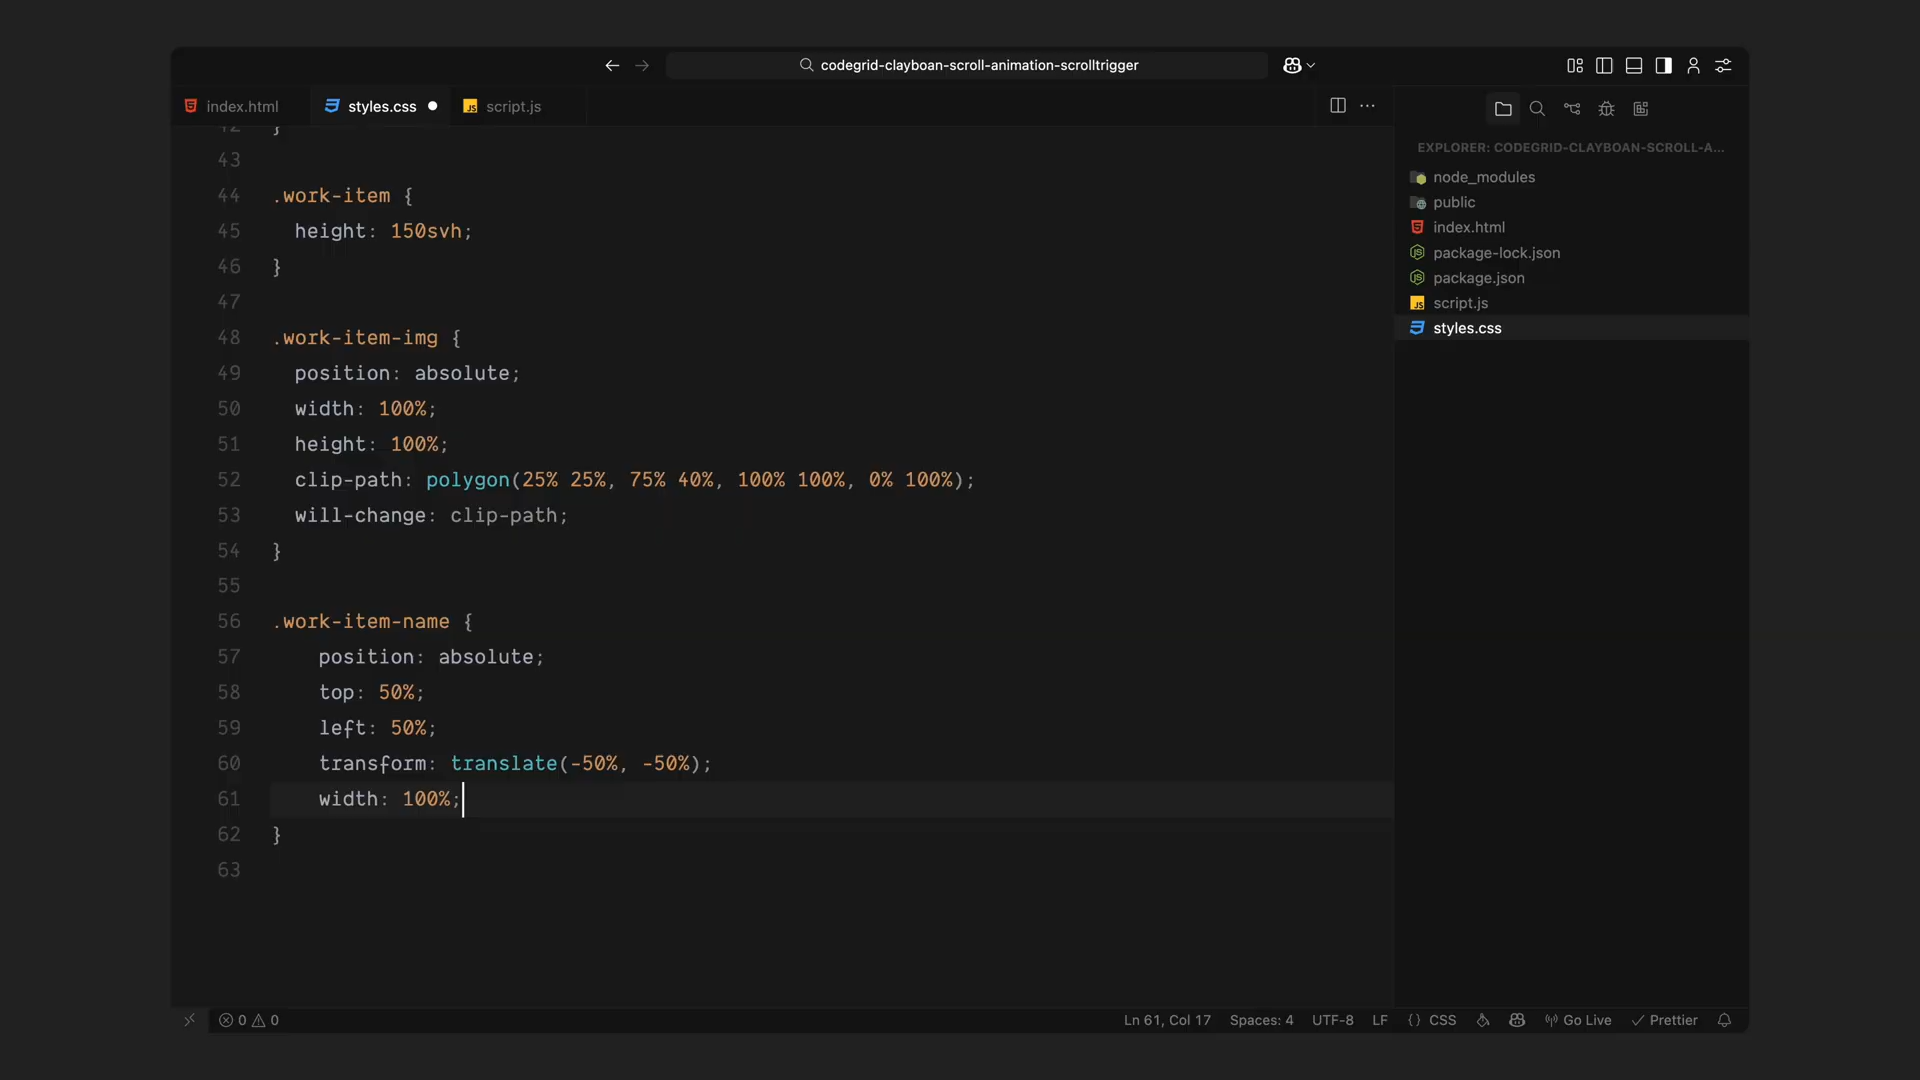 codegrid-clayboan-scroll-animation-scrolltrigger
index.html
styles.css
script.js
42 }
43
44 .work-item {
45 height: 150svh;
46 }
47
48 .work-item-img {
49 position: absolute;
50 width: 100%;
51 height: 100%;
52 clip-path: polygon(25% 25%, 75% 40%, 100% 100%, 0% 100%);
53 will-change: clip-path;
54 }
55
56 .work-item-name {
57 position: absolute;
58 top: 50%;
59 left: 50%;
60 transform: translate(-50%, -50%);
61 width: 100%;
62 }
63
EXPLORER: CODEGRID-CLAYBOAN-SCROLL-A...
node_modules
public
index.html
package-lock.json
package.json
script.js
styles.css
0 0
Ln 61, Col 17 Spaces: 4 UTF-8 LF {} CSS Go Live Prettier